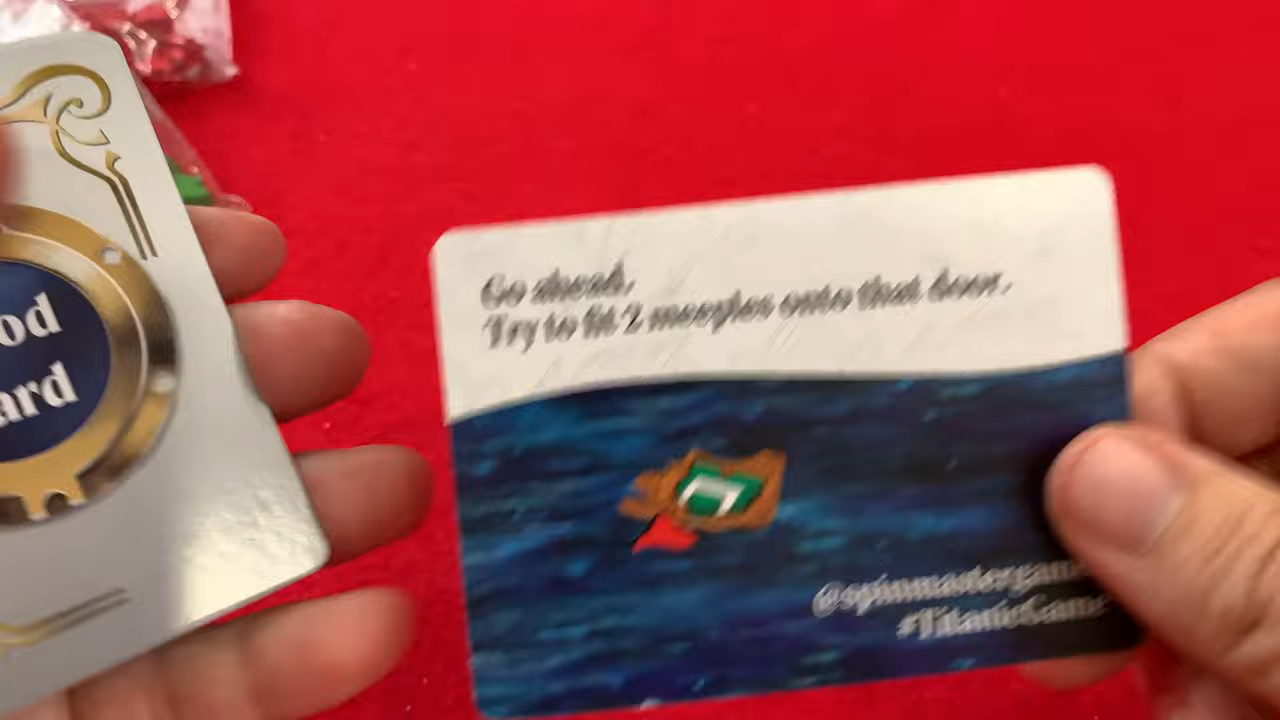 od
ard
Go ahead.
Try to fit 2 meeples onto that door.
@spinmastergam
#TitanicGame